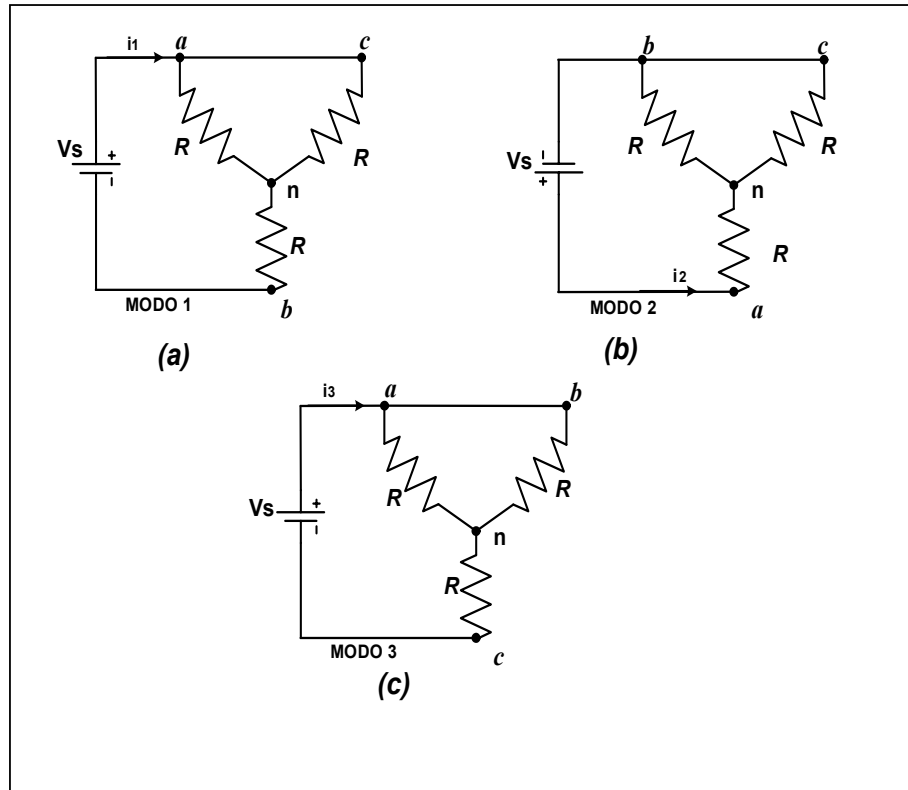 i1 a c
R R
Vs + −
n
R
MODO 1 b
(a)
b c
R R
Vs − +
n
R
i2
MODO 2 a
(b)
i3 a b
R R
Vs + −
n
R
MODO 3 c
(c)